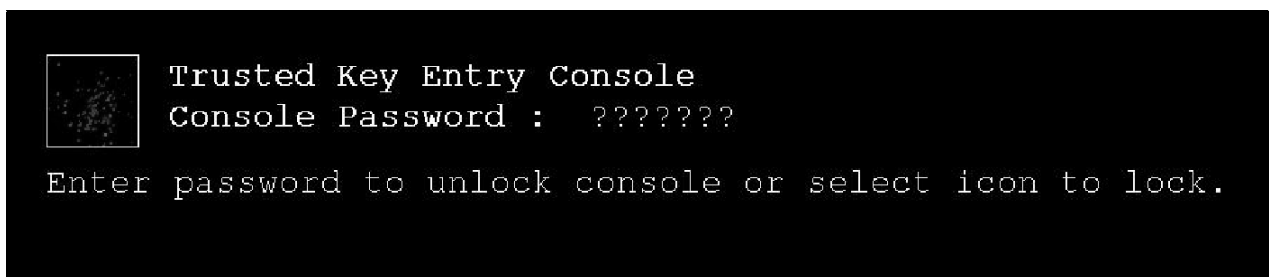 Trusted Key Entry Console
Console Password :  ???????
Enter password to unlock console or select icon to lock.